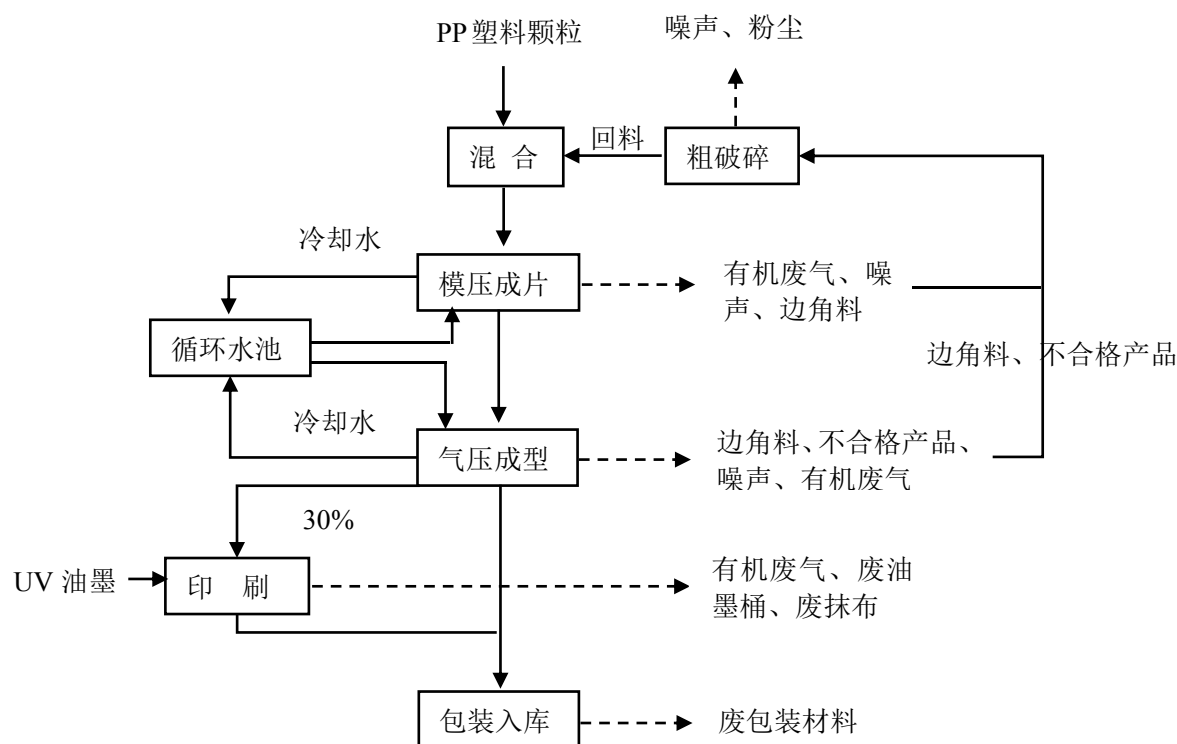 PP 塑料颗粒
噪声、粉尘
混 合
回料
粗破碎
冷却水
模压成片
有机废气、噪
声、边角料
循环水池
边角料、不合格产品
冷却水
气压成型
边角料、不合格产品、
噪声、有机废气
30%
UV 油墨
印 刷
有机废气、废油
墨桶、废抹布
包装入库
废包装材料